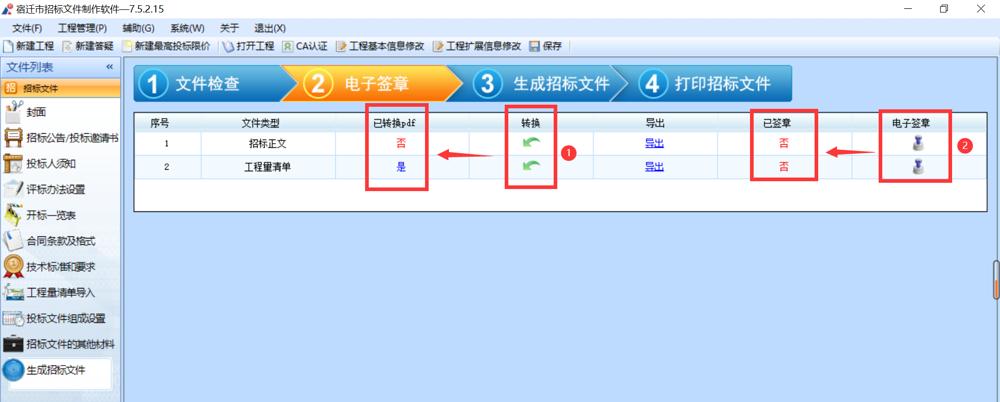 宿迁市招标文件制作软件—7.5.2.15
文件(F) 工程管理(P) 辅助(G) 系统(W) 关于 退出(X)
新建工程 新建答疑 新建最高投标限价 打开工程 CA认证 工程基本信息修改 工程扩展信息修改 保存
文件列表 «
招 招标文件
封面
招标公告/投标邀请书
投标人须知
评标办法设置
开标一览表
合同条款及格式
技术标准和要求
工程量清单导入
投标文件组成设置
招标文件的其他材料
生成招标文件
1 文件检查 2 电子签章 3 生成招标文件 4 打印招标文件
序号 文件类型 已转换pdf 转换 导出 已签章 电子签章
1 招标正文 否 导出 否
2 工程量清单 是 导出 否
1
2